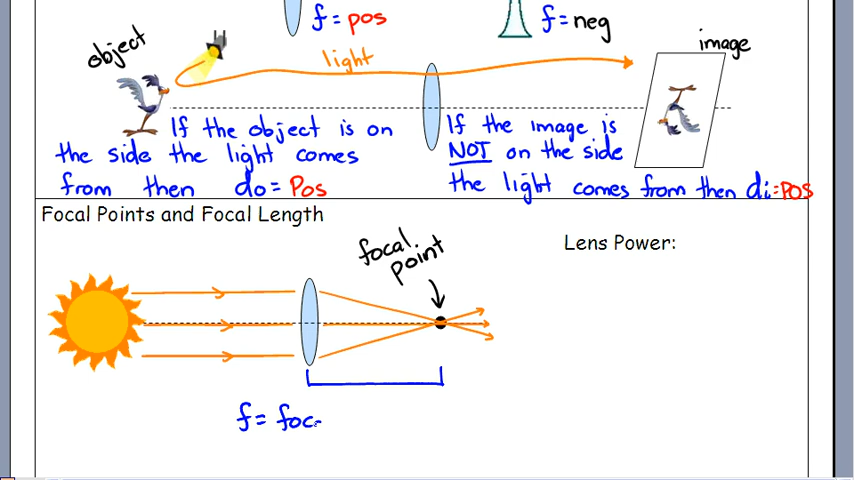 f = pos
f = neg
object
light
image
If the object is on
the side the light comes
from then do = Pos
If the image is
NOT on the side
the light comes from then di = POS
Focal Points and Focal Length
Lens Power:
focal
point
f = foc